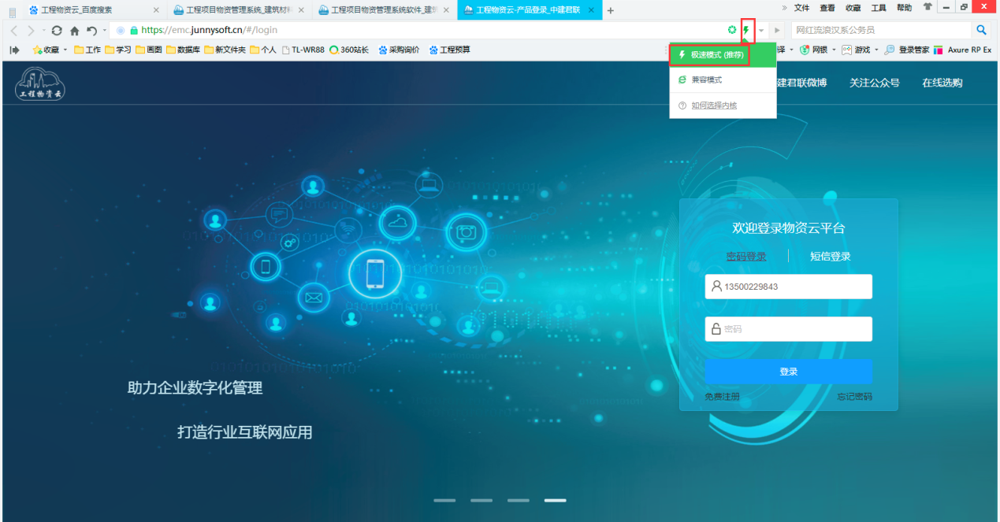 工程物资云_百度搜索
工程项目物资管理系统_建筑材料
工程项目物资管理系统软件_建筑
工程物资云-产品登录_中建君联
文件 查看 收藏 工具 帮助
https://emc.junnysoft.cn/#/login
网红流浪汉系公务员
收藏 工作 学习 画图 数据库 新文件夹 个人 TL-WR88 360站长 采购询价 工程预算
译 网银 游戏 登录管家 Axure RP Ex
极速模式 (推荐)
兼容模式
如何选择内核
工程物资云
建君联微博 关注公众号 在线选购
欢迎登录物资云平台
密码登录 短信登录
13500229843
密码
登录
免费注册 忘记密码
助力企业数字化管理
打造行业互联网应用